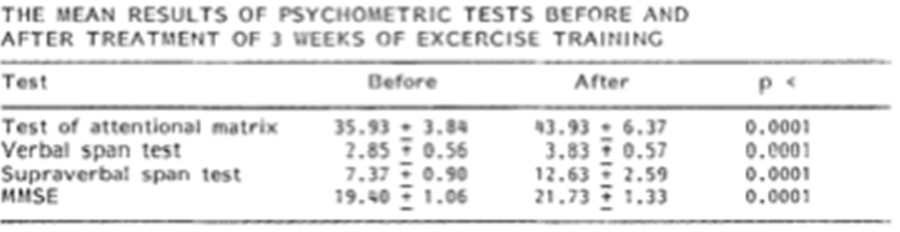 THE MEAN RESULTS OF PSYCHOMETRIC TESTS BEFORE AND
AFTER TREATMENT OF 3 WEEKS OF EXCERCISE TRAINING
Test Before After p <
Test of attentional matrix 35.93 ± 3.84 43.93 ± 6.37 0.0001
Verbal span test 2.85 ± 0.56 3.83 ± 0.57 0.0001
Supraverbal span test 7.37 ± 0.90 12.63 ± 2.59 0.0001
MMSE 19.40 ± 1.06 21.73 ± 1.33 0.0001